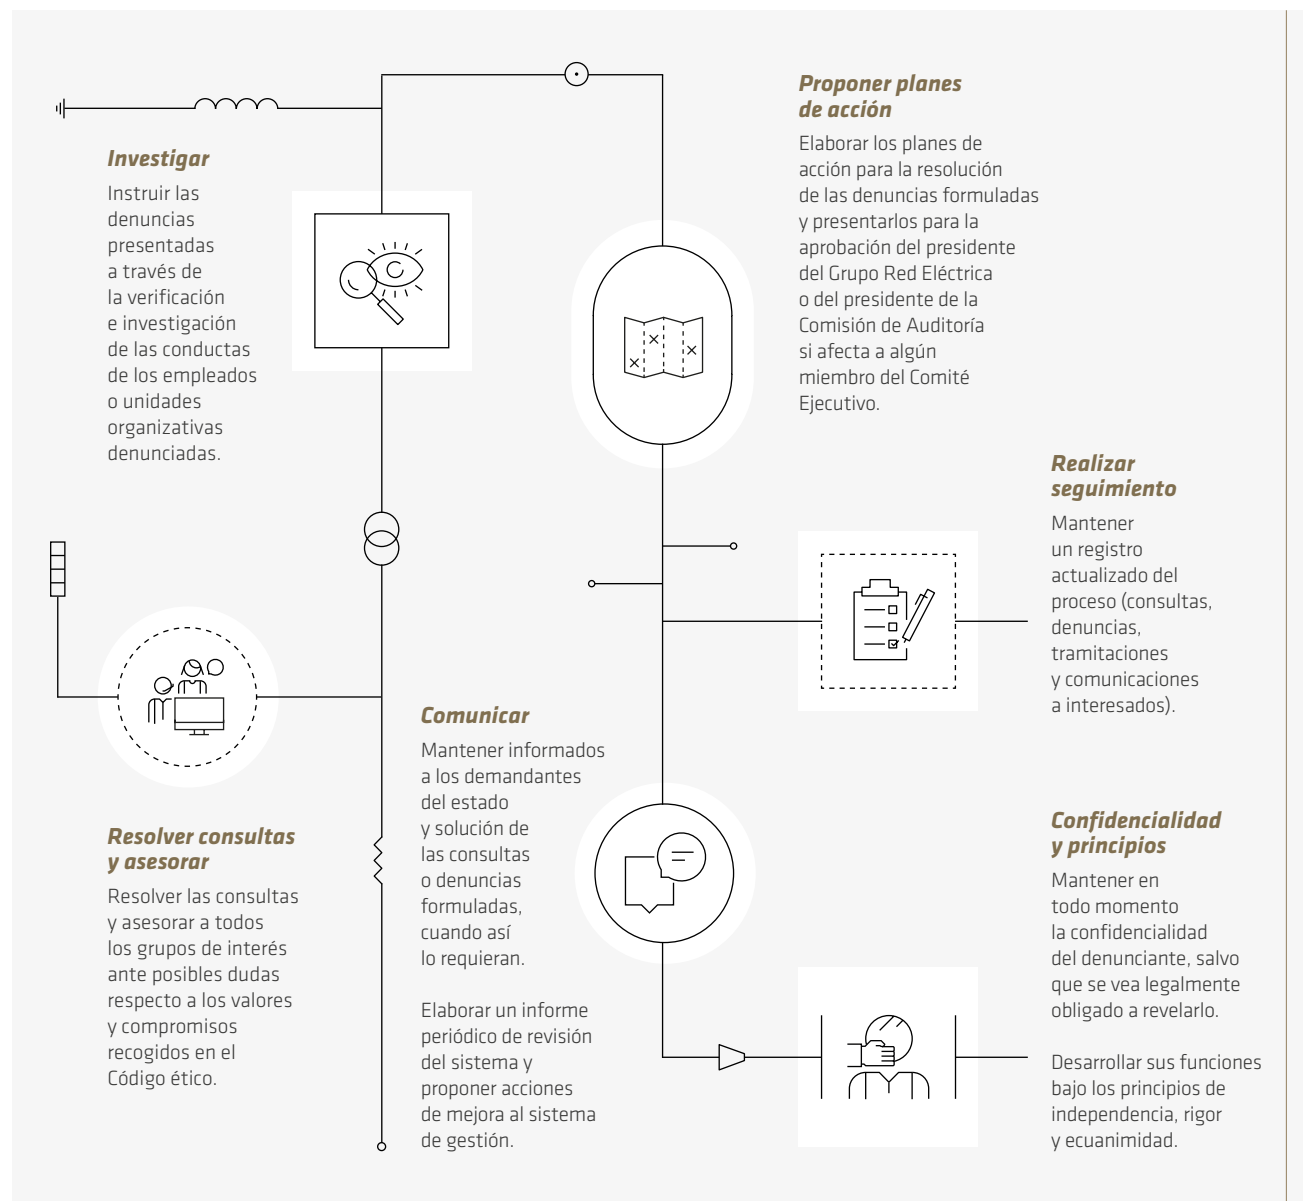 Investigar
Instruir las
denuncias
presentadas
a través de
la verificación
e investigación
de las conductas
de los empleados
o unidades
organizativas
denunciadas.
Resolver consultas
y asesorar
Resolver las consultas
y asesorar a todos
los grupos de interés
ante posibles dudas
respecto a los valores
y compromisos
recogidos en el
Código ético.
Comunicar
Mantener informados
a los demandantes
del estado
y solución de
las consultas
o denuncias
formuladas,
cuando así
lo requieran.
Elaborar un informe
periódico de revisión
del sistema y
proponer acciones
de mejora al sistema
de gestión.
Proponer planes
de acción
Elaborar los planes de
acción para la resolución
de las denuncias formuladas
y presentarlos para la
aprobación del presidente
del Grupo Red Eléctrica
o del presidente de la
Comisión de Auditoría
si afecta a algún
miembro del Comité
Ejecutivo.
Realizar
seguimiento
Mantener
un registro
actualizado del
proceso (consultas,
denuncias,
tramitaciones
y comunicaciones
a interesados).
Confidencialidad
y principios
Mantener en
todo momento
la confidencialidad
del denunciante, salvo
que se vea legalmente
obligado a revelarlo.
Desarrollar sus funciones
bajo los principios de
independencia, rigor
y ecuanimidad.